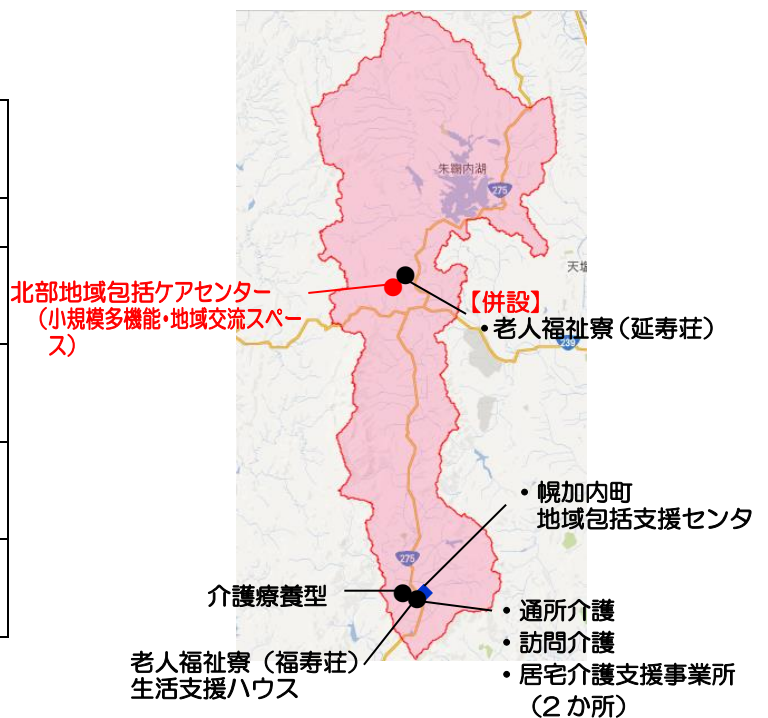 朱鞠内湖
275
天塩
北部地域包括ケアセンター
（小規模多機能・地域交流スペー
ス）
【併設】
・老人福祉寮（延寿荘）
239
・幌加内町
地域包括支援センタ
275
介護療養型
・通所介護
・訪問介護
・居宅介護支援事業所
（２か所）
老人福祉寮（福寿荘）
生活支援ハウス